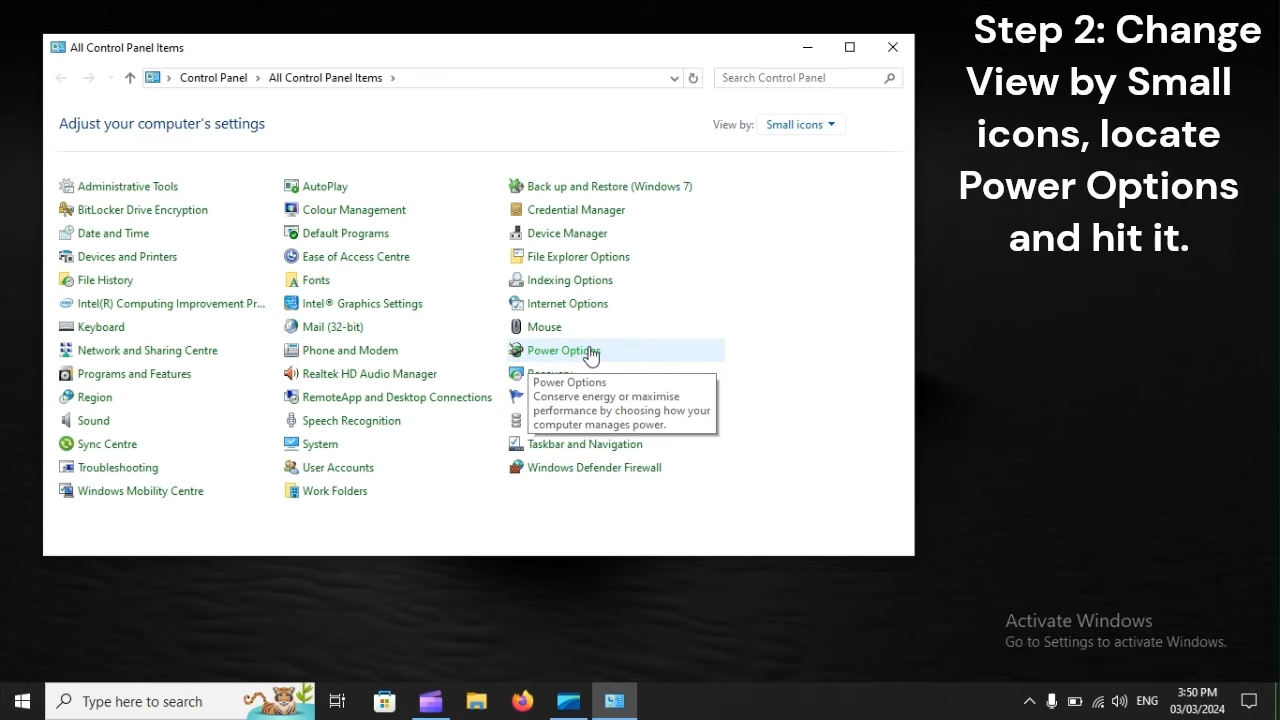 Step 2: Change
View by Small
icons, locate
Power Options
and hit it.
All Control Panel Items
Control Panel > All Control Panel Items >
Search Control Panel
Adjust your computer's settings
View by: Small icons
Administrative Tools
AutoPlay
Back up and Restore (Windows 7)
BitLocker Drive Encryption
Colour Management
Credential Manager
Date and Time
Default Programs
Device Manager
Devices and Printers
Ease of Access Centre
File Explorer Options
File History
Fonts
Indexing Options
Intel(R) Computing Improvement Pr...
Intel® Graphics Settings
Internet Options
Keyboard
Mail (32-bit)
Mouse
Network and Sharing Centre
Phone and Modem
Power Options
Programs and Features
Realtek HD Audio Manager
Recovery
Region
RemoteApp and Desktop Connections
Power Options
Conserve energy or maximise
performance by choosing how your
computer manages power.
Sound
Speech Recognition
Sync Centre
System
Taskbar and Navigation
Troubleshooting
User Accounts
Windows Defender Firewall
Windows Mobility Centre
Work Folders
Activate Windows
Go to Settings to activate Windows.
Type here to search
ENG
3:50 PM
03/03/2024